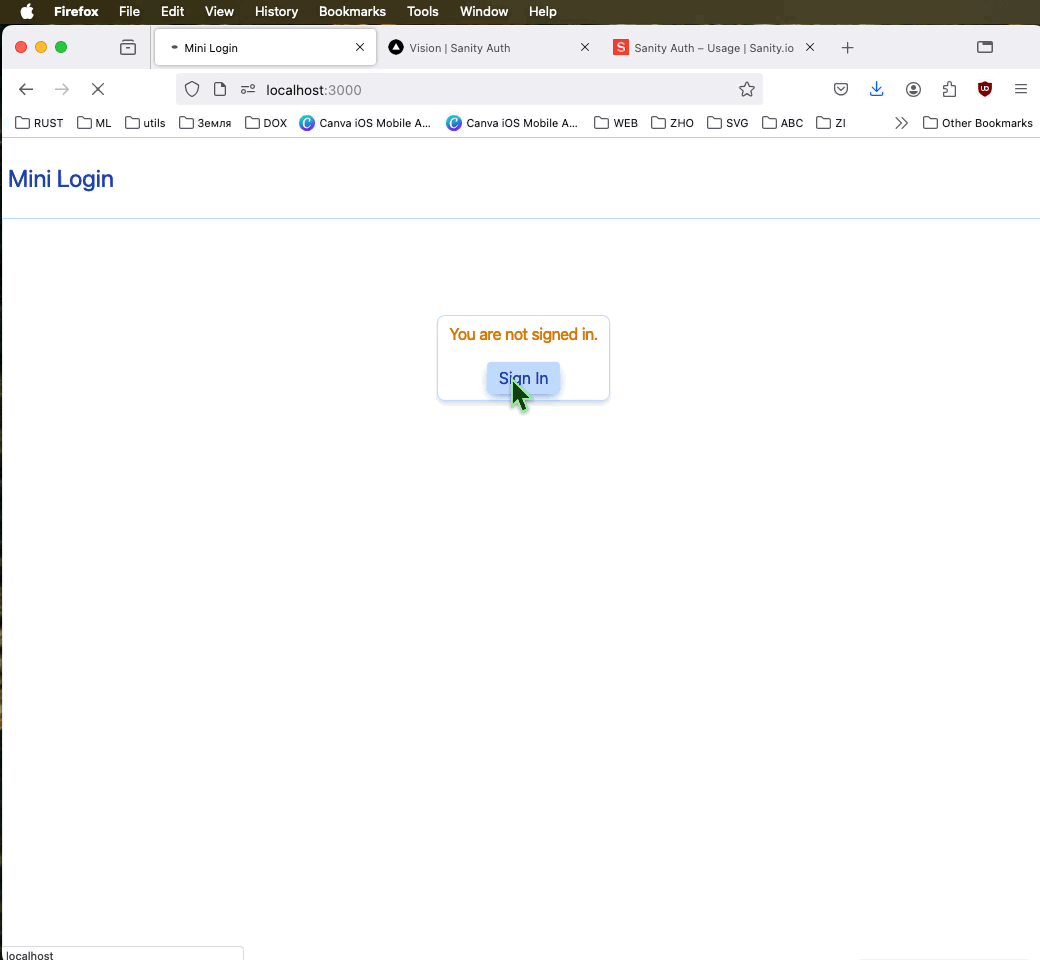 Firefox File Edit View History Bookmarks Tools Window Help
Mini Login Vision | Sanity Auth S Sanity Auth – Usage | Sanity.io
localhost:3000
RUST ML utils Земля DOX C Canva iOS Mobile A... C Canva iOS Mobile A... WEB ZHO SVG ABC ZI Other Bookmarks
Mini Login
You are not signed in.
Sign In
localhost